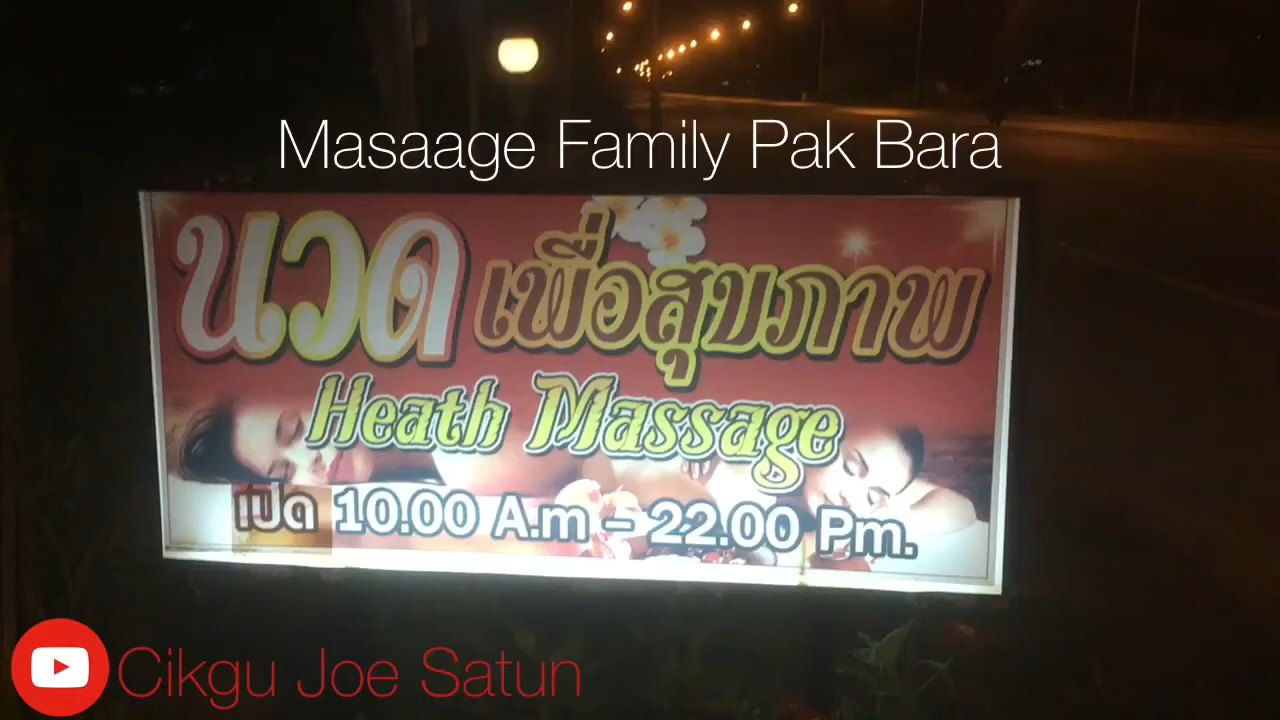 Masaage Family Pak Bara
นวด เพื่อสุขภาพ
Heath Massage
เปิด 10.00 A.m - 22.00 Pm.
Cikgu Joe Satun